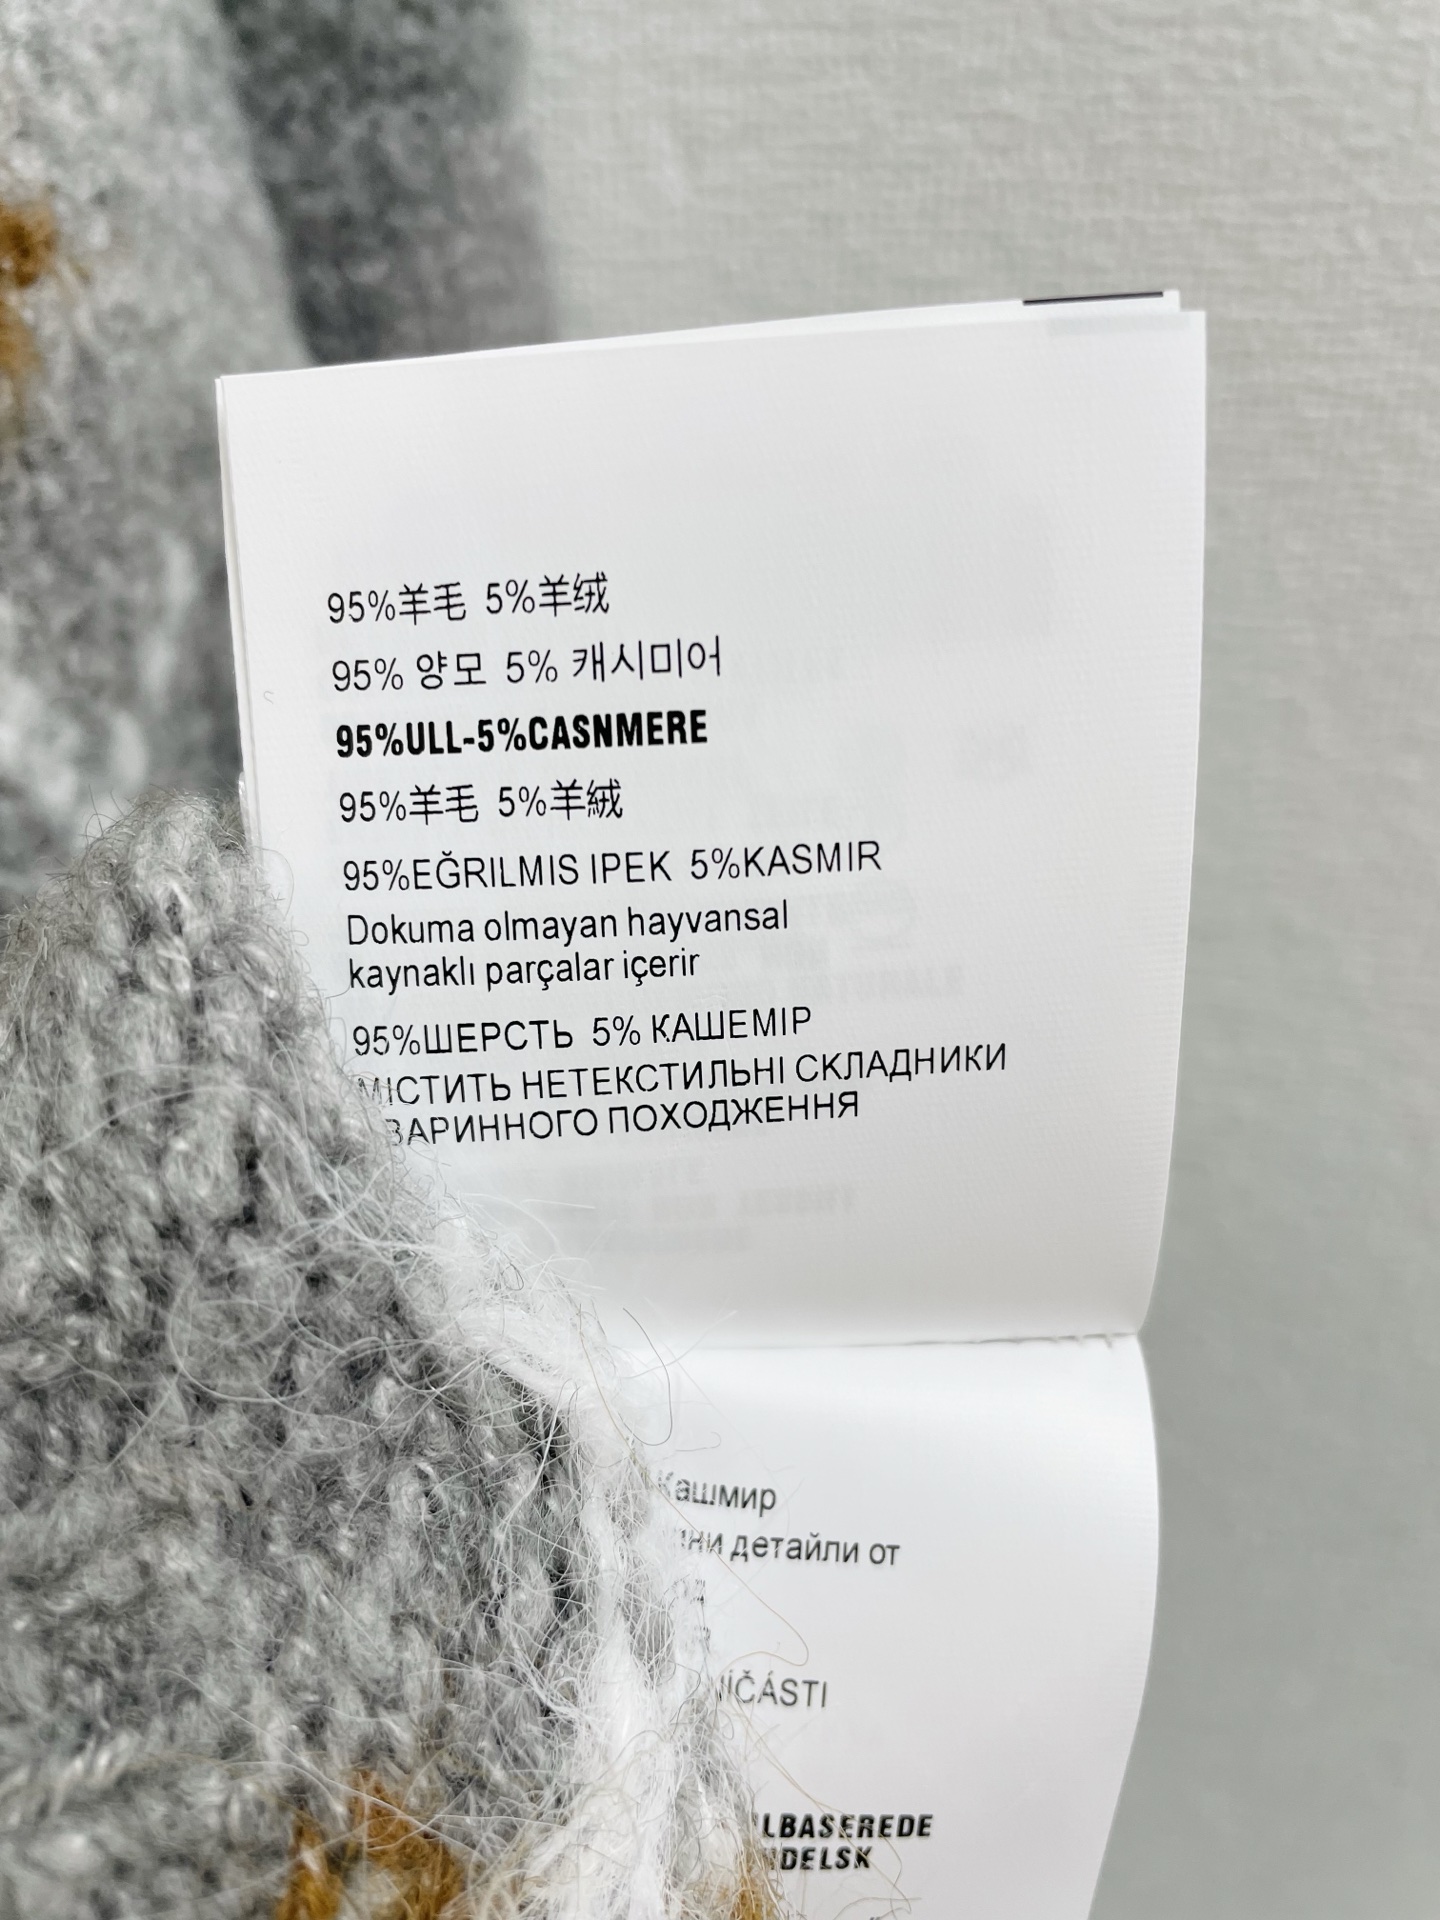 95%羊毛 5%羊绒
95% 양모 5% 캐시미어
95%ULL-5%CASNMERE
95%羊毛 5%羊絨
95%EĞRILMIS IPEK 5%KASMIR
Dokuma olmayan hayvansal
kaynaklı parçalar içerir
95%ШЕРСТЬ 5% КАШЕМІР
МІСТИТЬ НЕТЕКСТИЛЬНІ СКЛАДНИКИ
ВАРИННОГО ПОХОДЖЕННЯ
Кашмир
детайли от
ÍČÁSTI
LBASEREDE
DELSK